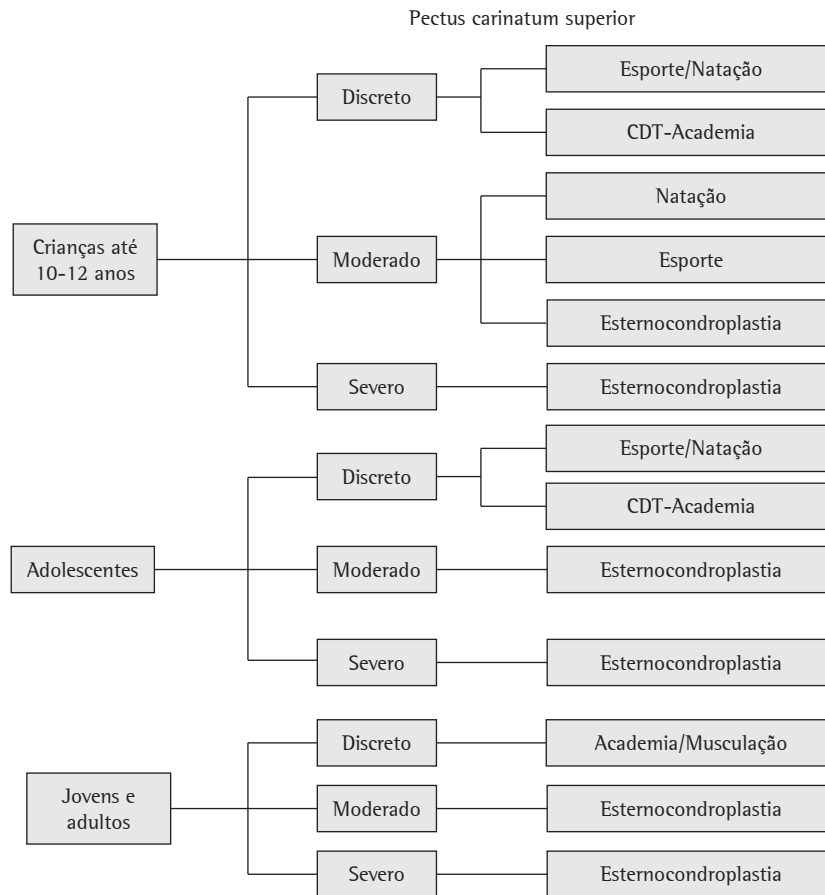 Pectus carinatum superior
Crianças até
10-12 anos
Discreto
Esporte/Natação
CDT-Academia
Moderado
Natação
Esporte
Esternocondroplastia
Severo
Esternocondroplastia
Adolescentes
Discreto
Esporte/Natação
CDT-Academia
Moderado
Esternocondroplastia
Severo
Esternocondroplastia
Jovens e
adultos
Discreto
Academia/Musculação
Moderado
Esternocondroplastia
Severo
Esternocondroplastia